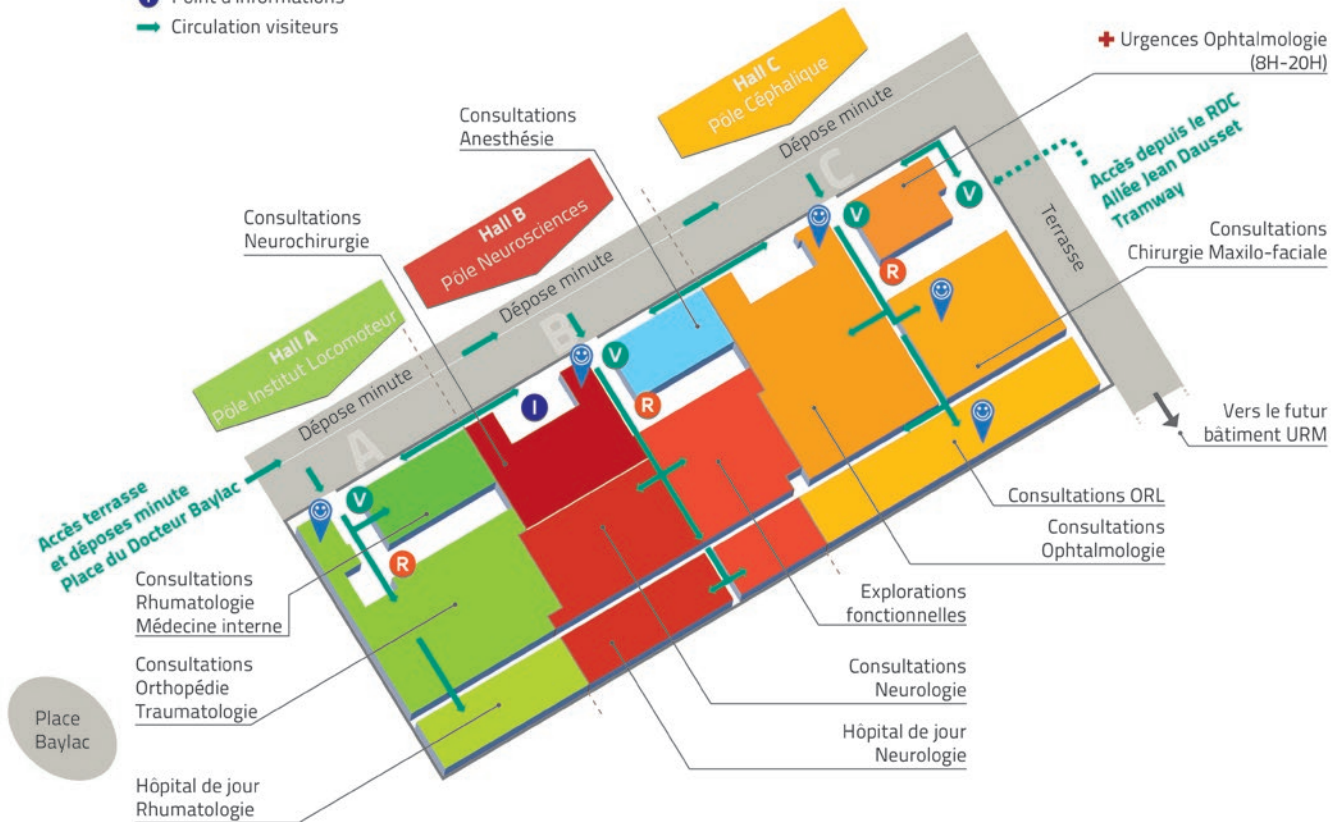 Point d'informations
Circulation visiteurs
Urgences Ophtalmologie
(8H-20H)
Hall C
Pôle Céphalique
Dépose minute
Consultations
Anesthésie
Accès depuis le RDC
Allée Jean Dausset
Tramway
Hall B
Pôle Neurosciences
Dépose minute
C
V
V
Terrasse
Consultations
Neurochirurgie
Consultations
Chirurgie Maxilo-faciale
R
Hall A
Pôle Institut Locomoteur
Dépose minute
B
V
R
I
A
Vers le futur
bâtiment URM
Accès terrasse
et déposes minute
Place du Docteur Baylac
V
R
Consultations ORL
Consultations
Ophtalmologie
Consultations
Rhumatologie
Médecine interne
Explorations
fonctionnelles
Consultations
Orthopédie
Traumatologie
Consultations
Neurologie
Place
Baylac
Hôpital de jour
Neurologie
Hôpital de jour
Rhumatologie